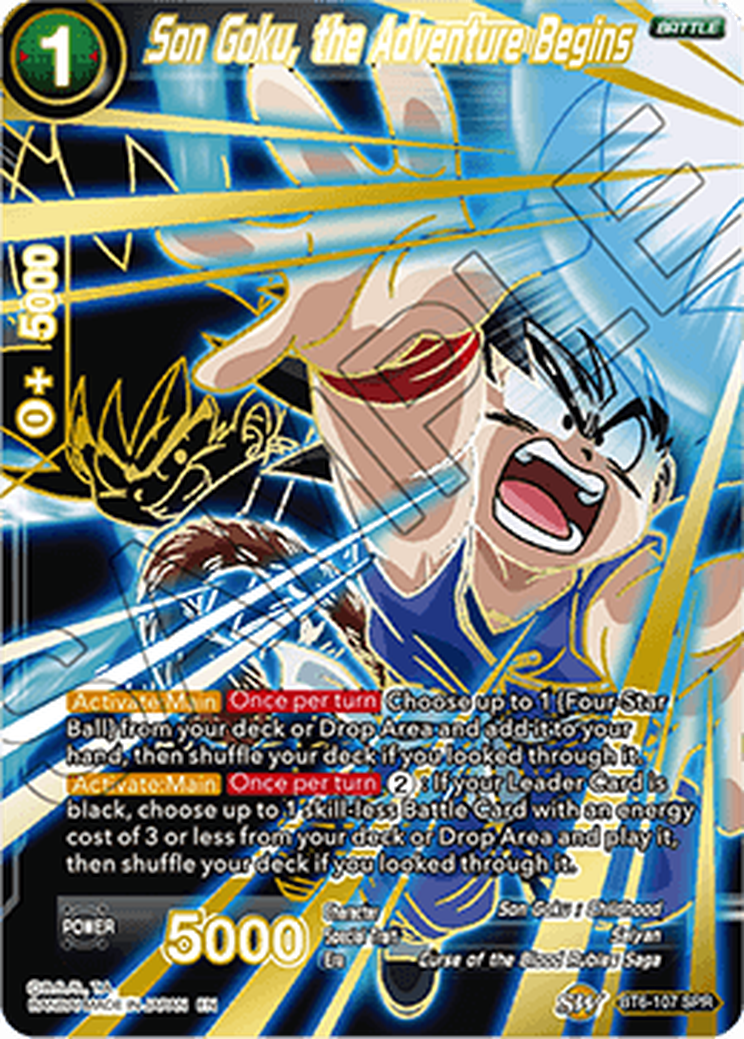 1
Son Goku, the Adventure Begins
BATTLE
0+ 5000
SAMPLE
Activate:Main Once per turn Choose up to 1 {Four-Star
Ball} from your deck or Drop Area and add it to your
hand, then shuffle your deck if you looked through it.
Activate:Main Once per turn 2 : If your Leader Card is
black, choose up to 1 skill-less Battle Card with an energy
cost of 3 or less from your deck or Drop Area and play it,
then shuffle your deck if you looked through it.
POWER 5000
Character Son Goku : Childhood
Special Trait Saiyan
Era Curse of the Blood Rubies Saga
BANDAI MADE IN JAPAN EN
BT6-107 SPR